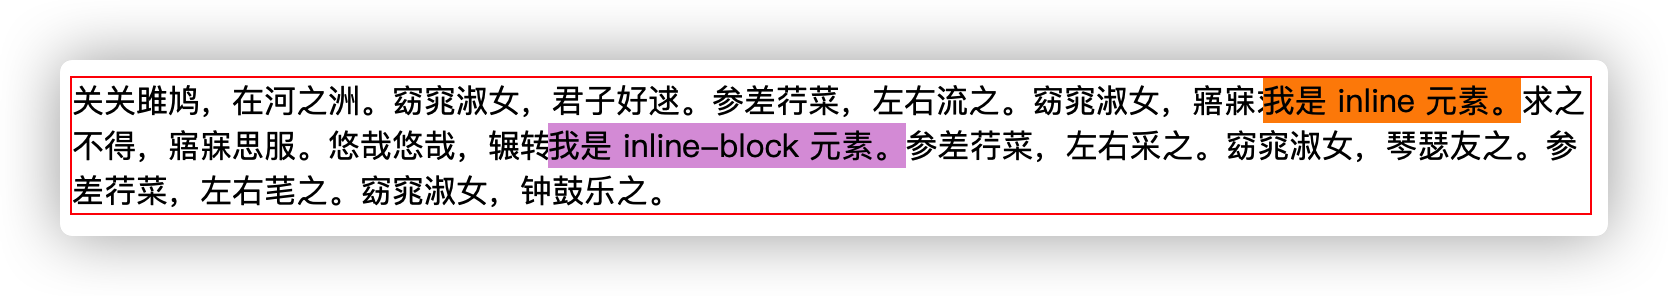 关关雎鸠，在河之洲。窈窕淑女，君子好逑。参差荇菜，左右流之。窈窕淑女，寤寐我是 inline 元素。求之
不得，寤寐思服。悠哉悠哉，辗转我是 inline-block 元素。参差荇菜，左右采之。窈窕淑女，琴瑟友之。参
差荇菜，左右芼之。窈窕淑女，钟鼓乐之。